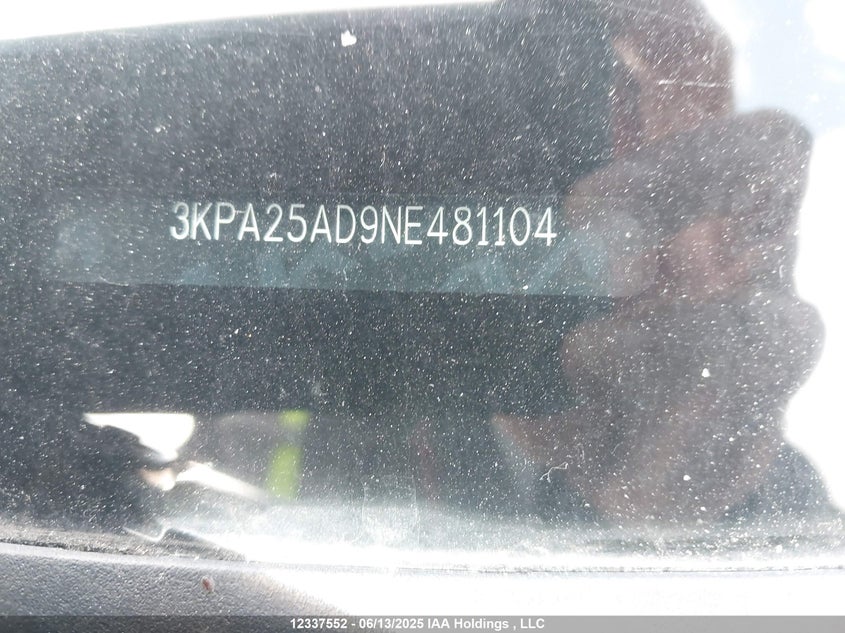 3KPA25AD9NE481104
12337552 - 06/13/2025 IAA Holdings , LLC